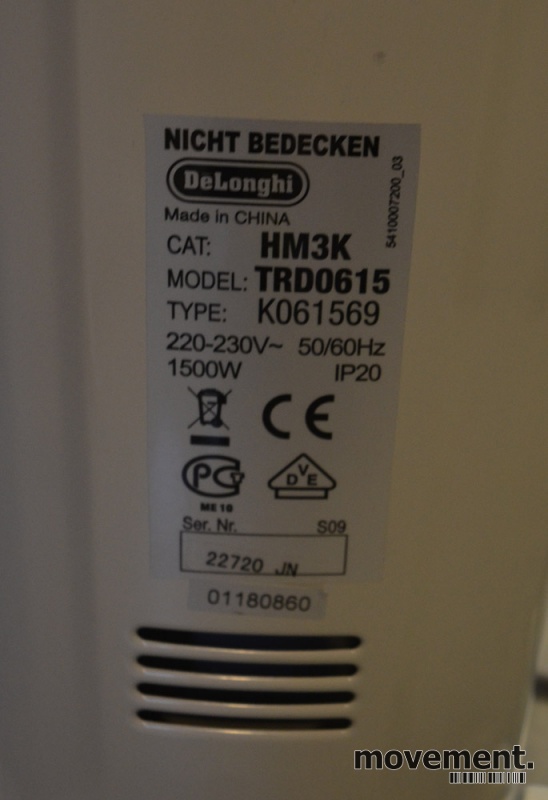 NICHT BEDECKEN
DeLonghi
Made in CHINA
5410007200_03
CAT: HM3K
MODEL: TRD0615
TYPE: K061569
220-230V~ 50/60Hz
1500W IP20
CE
PC
ME 10
DVE
Ser. Nr. S09
22720 JN
01180860
movement.